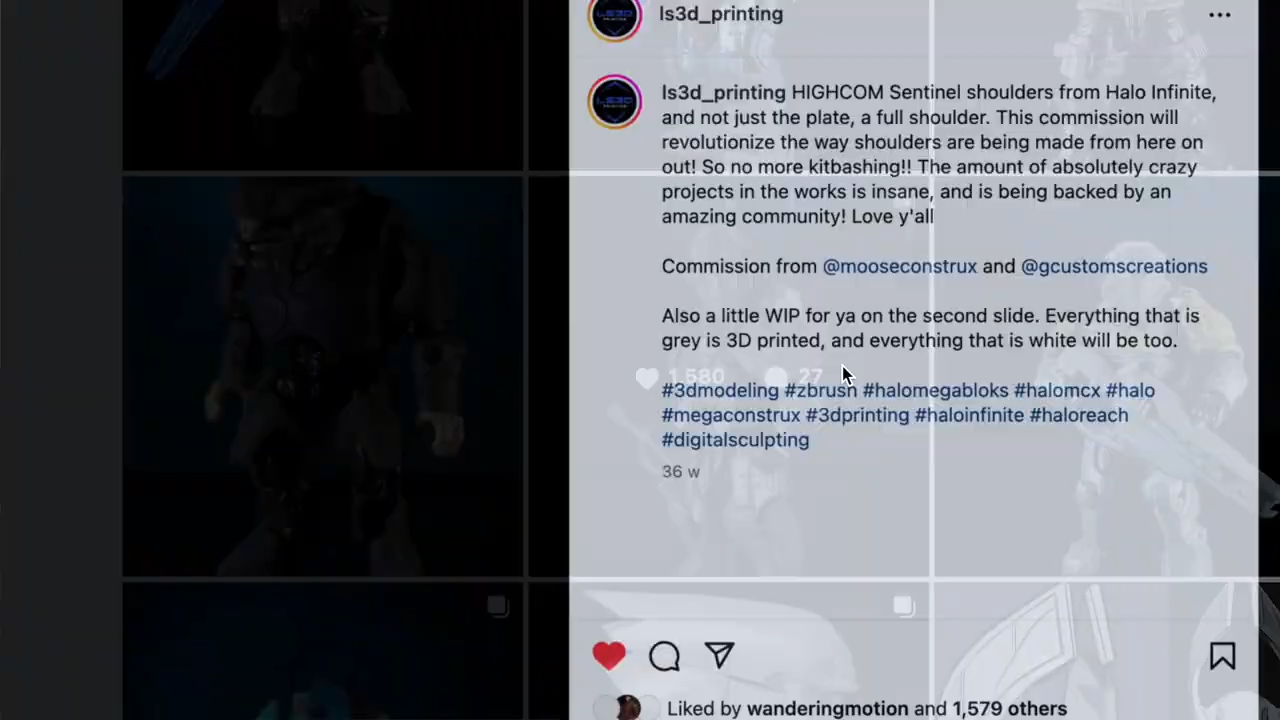 ls3d_printing
ls3d_printing HIGHCOM Sentinel shoulders from Halo Infinite,
and not just the plate, a full shoulder. This commission will
revolutionize the way shoulders are being made from here on
out! So no more kitbashing!! The amount of absolutely crazy
projects in the works is insane, and is being backed by an
amazing community! Love y'all
Commission from @mooseconstrux and @gcustomscreations
Also a little WIP for ya on the second slide. Everything that is
grey is 3D printed, and everything that is white will be too.
1,580 27
#3dmodeling #zbrush #halomegabloks #halomcx #halo
#megaconstrux #3dprinting #haloinfinite #haloreach
#digitalsculpting
36 w
Liked by wanderingmotion and 1,579 others